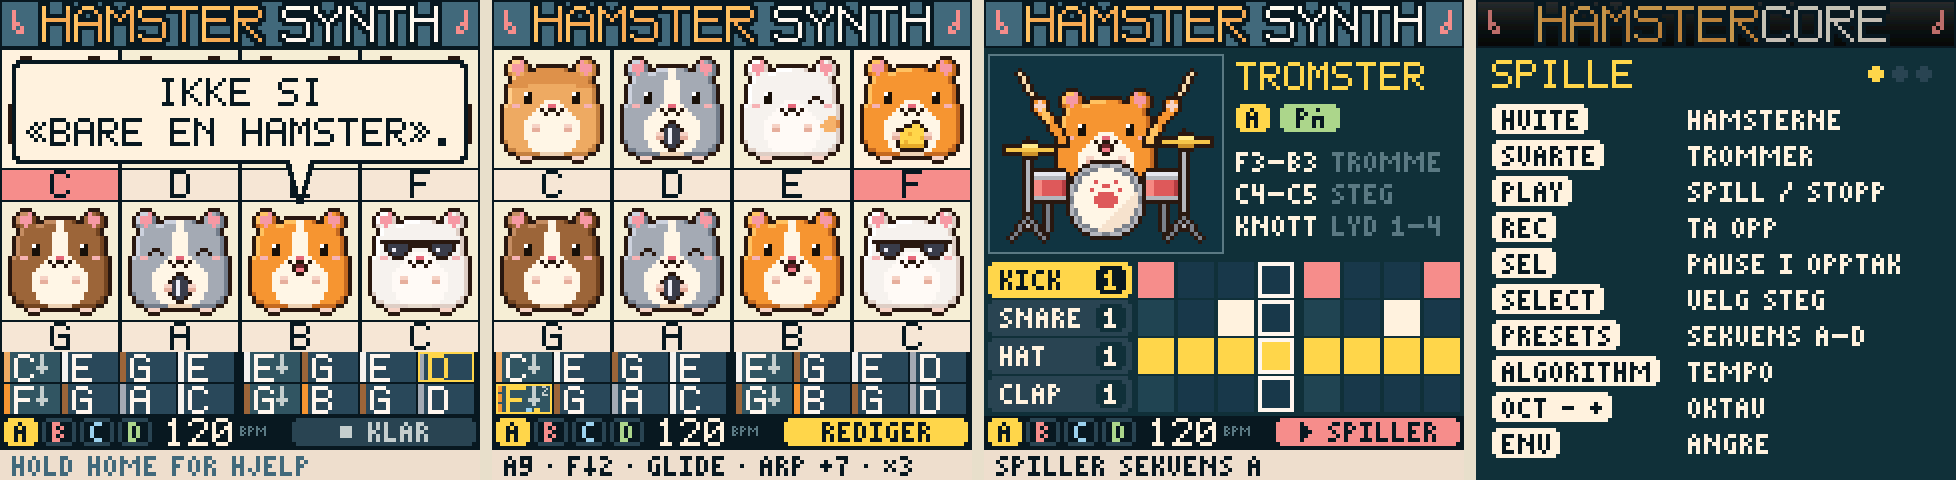 HAMSTER SYNTH
IKKE SI
«BARE EN HAMSTER».
C D F
G A B C
C↓ E G E E↓ G E D
F↓ G A C G↓ B G D
A B C D 120 BPM ■ KLAR
HOLD HOME FOR HJELP
HAMSTER SYNTH
C D E F
G A B C
C↓ E G E E↓ G E D
F↓2 G A C G↓ B G D
A B C D 120 BPM REDIGER
A9 · F↓2 · GLIDE · ARP +7 · ×3
HAMSTER SYNTH
TROMSTER
A På
F3-B3 TROMME
C4-C5 STEG
KNOTT LYD 1-4
KICK 1
SNARE 1
HAT 1
CLAP 1
A B C D 120 BPM ▶ SPILLER
SPILLER SEKVENS A
HAMSTERCORE
SPILLE
HVITE HAMSTERNE
SVARTE TROMMER
PLAY SPILL / STOPP
REC TA OPP
SEL PAUSE I OPPTAK
SELECT VELG STEG
PRESETS SEKVENS A-D
ALGORITHM TEMPO
OCT - + OKTAV
ENV ANGRE